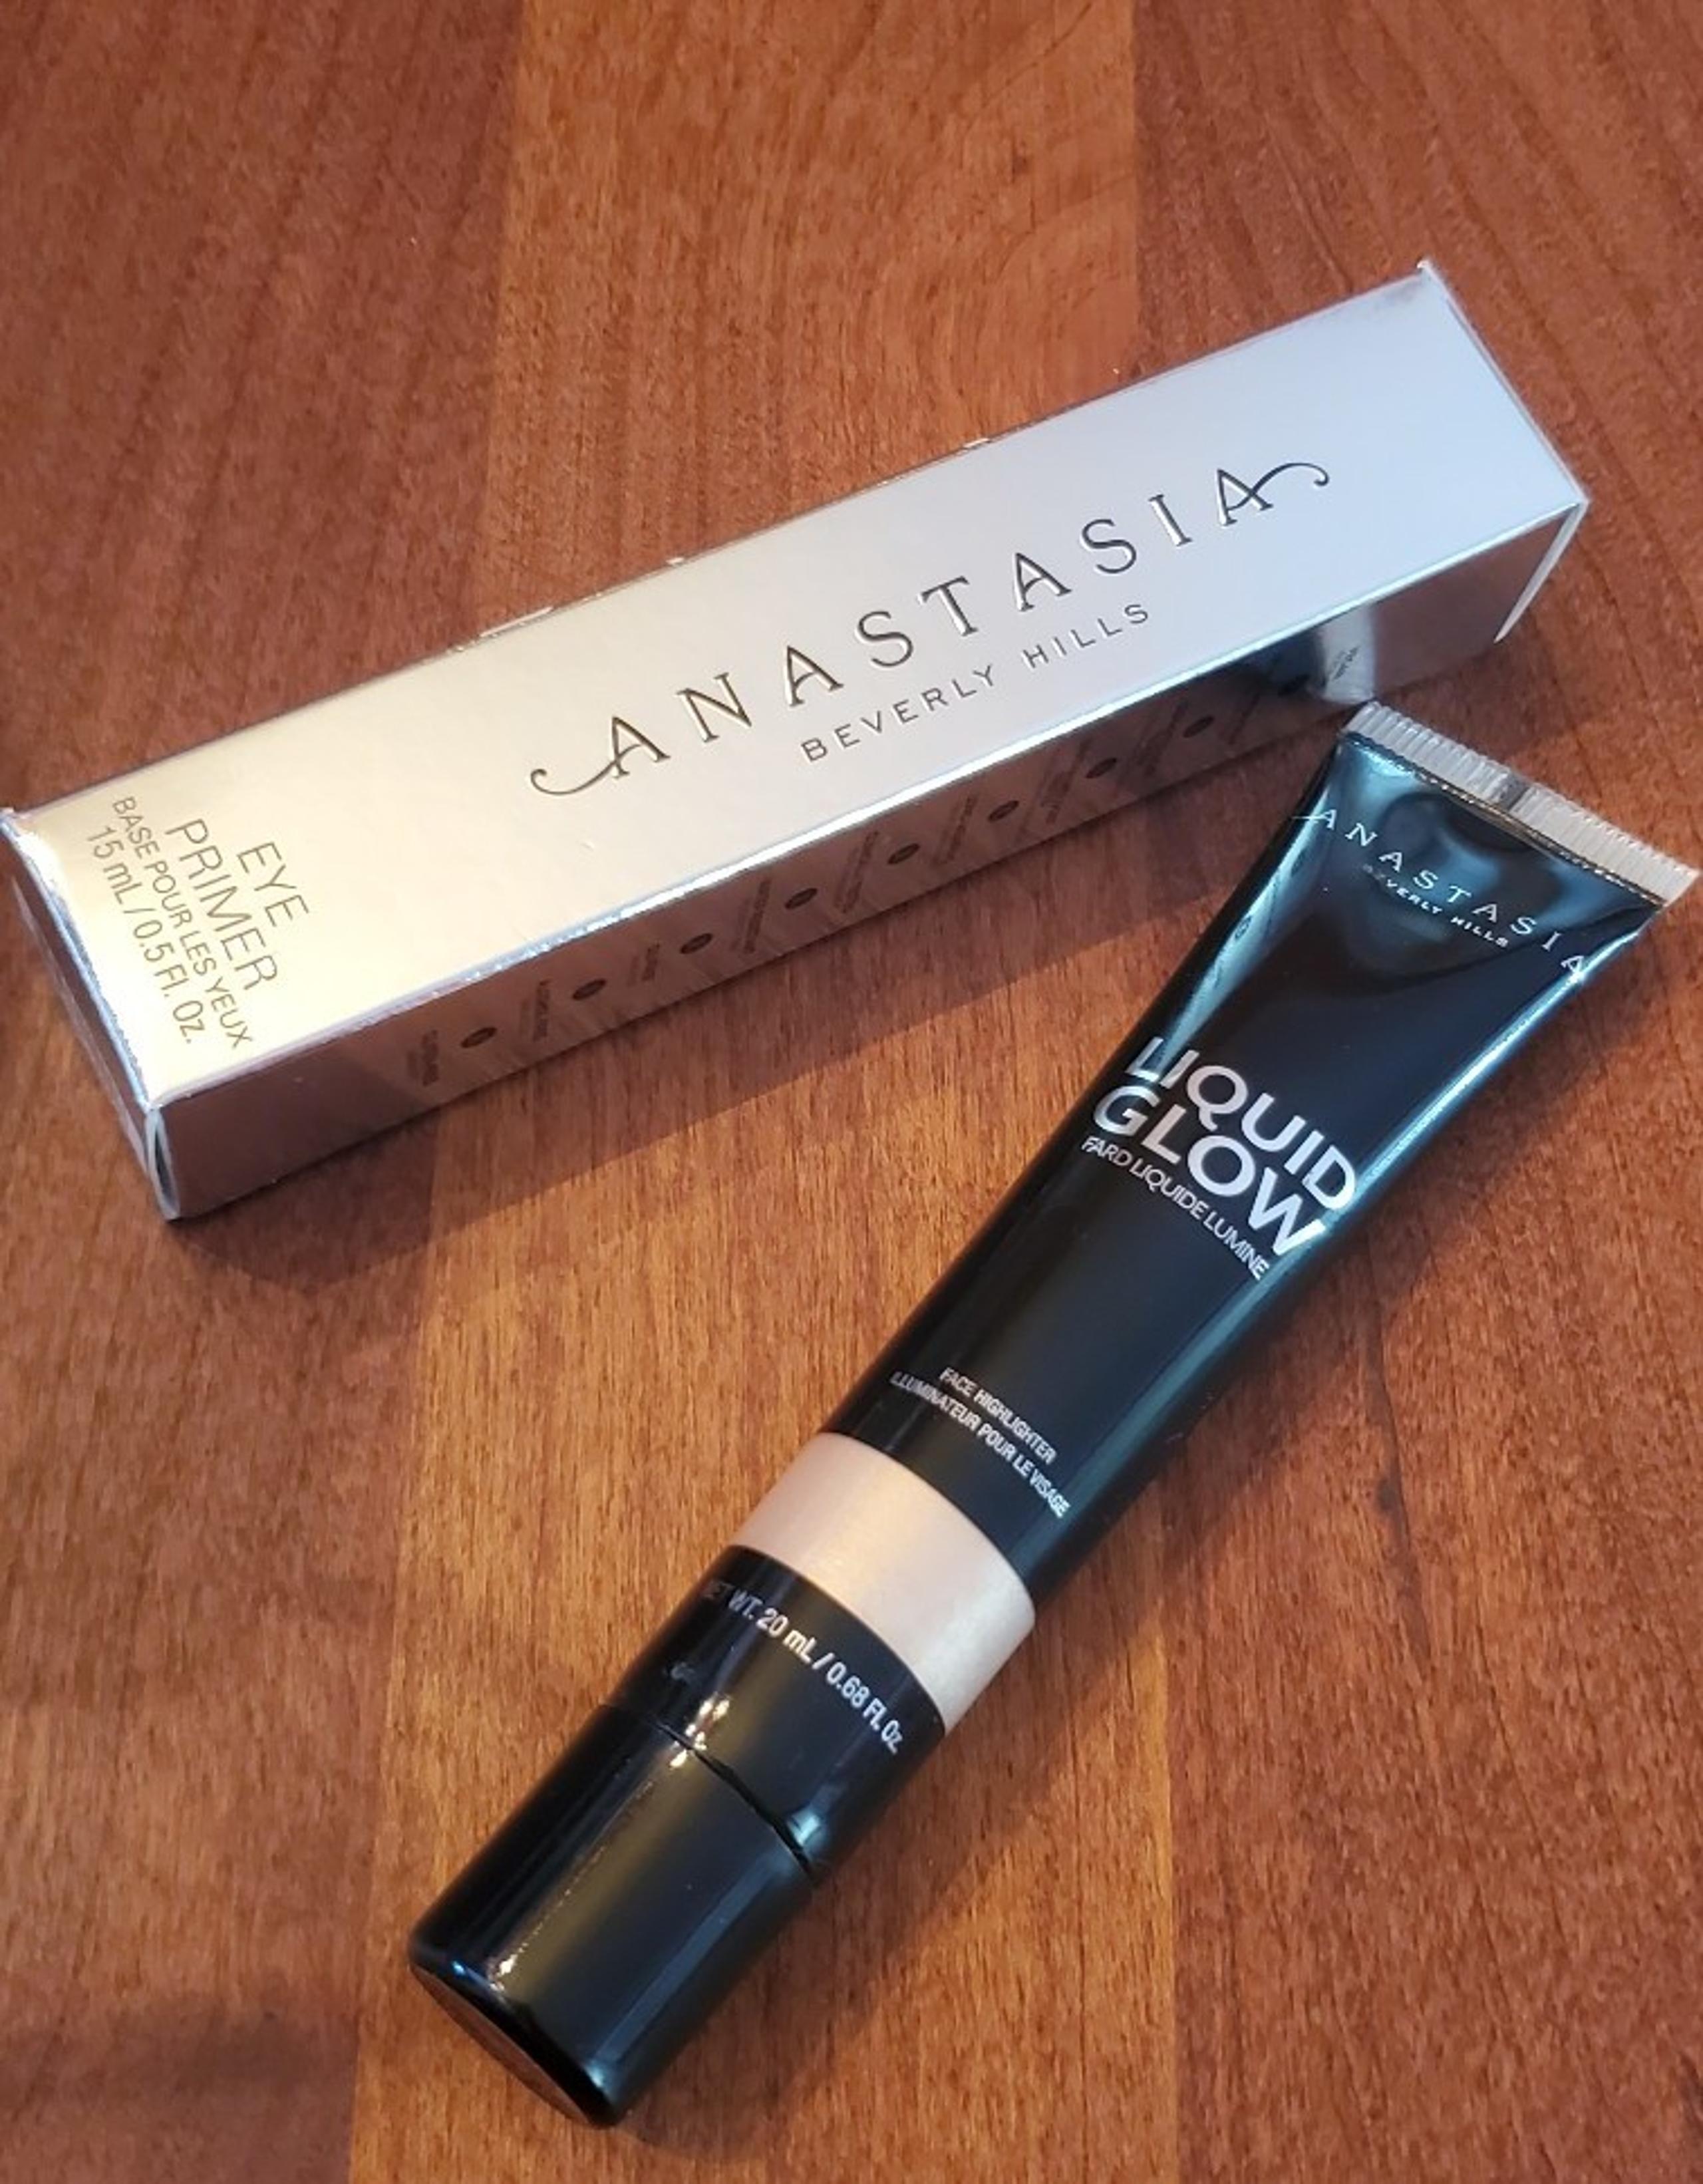 ANASTASIA
BEVERLY HILLS
EYE
PRIMER
BASE POUR LES YEUX
15 mL/0.5 Fl. Oz.
ANASTASIA
BEVERLY HILLS
LIQUID
GLOW
FARD LIQUIDE LUMINE
FACE HIGHLIGHTER
ILLUMINATEUR POUR LE VISAGE
NET WT. 20 mL/0.68 Fl. Oz.